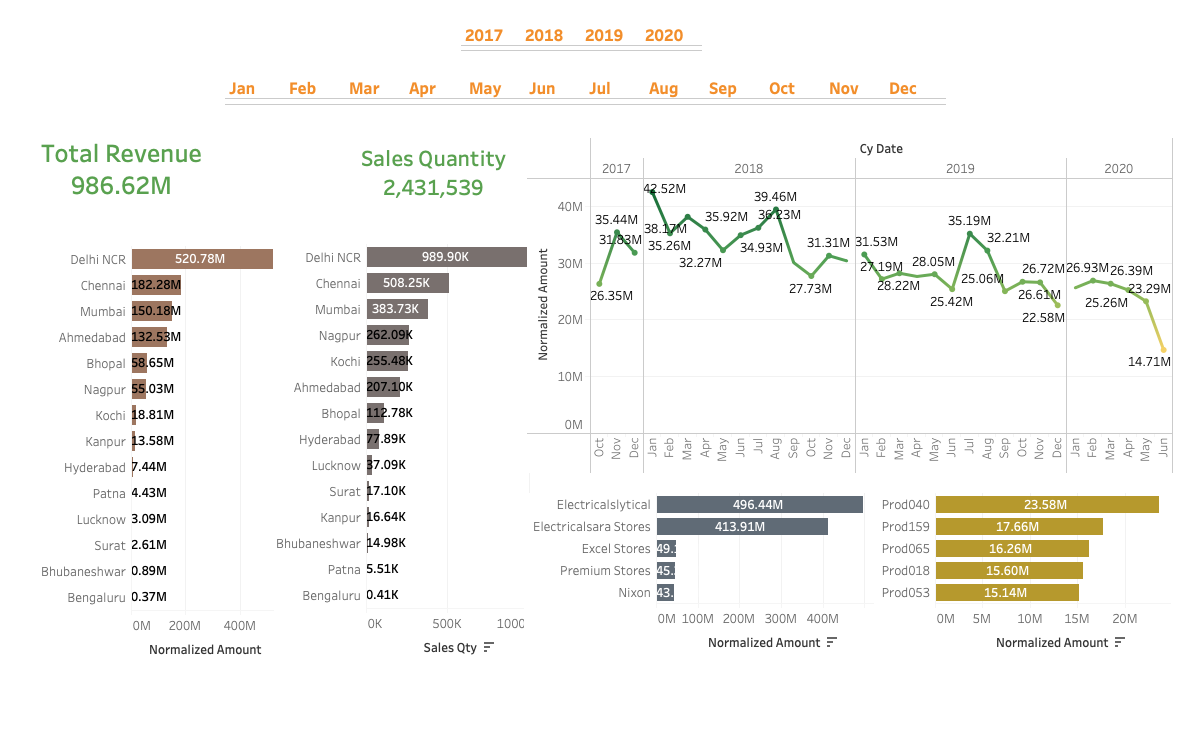 2017 2018 2019 2020
Jan Feb Mar Apr May Jun Jul Aug Sep Oct Nov Dec
Total Revenue
986.62M
Sales Quantity
2,431,539
Delhi NCR 520.78M
Chennai 182.28M
Mumbai 150.18M
Ahmedabad 132.53M
Bhopal 58.65M
Nagpur 55.03M
Kochi 18.81M
Kanpur 13.58M
Hyderabad 7.44M
Patna 4.43M
Lucknow 3.09M
Surat 2.61M
Bhubaneshwar 0.89M
Bengaluru 0.37M
0M 200M 400M
Normalized Amount
Delhi NCR 989.90K
Chennai 508.25K
Mumbai 383.73K
Nagpur 262.09K
Kochi 255.48K
Ahmedabad 207.10K
Bhopal 112.78K
Hyderabad 77.89K
Lucknow 37.09K
Surat 17.10K
Kanpur 16.64K
Bhubaneshwar 14.98K
Patna 5.51K
Bengaluru 0.41K
0K 500K 1000
Sales Qty
Cy Date
2017 2018 2019 2020
Normalized Amount
40M
30M
20M
10M
0M
26.35M 35.44M 31.83M
42.52M 35.26M 38.17M 35.92M 32.27M 34.93M 36.23M 39.46M 27.73M 31.31M
31.53M 27.19M 28.22M 28.05M 25.42M 35.19M 32.21M 25.06M 26.72M 26.61M 22.58M
26.93M 26.39M 25.26M 23.29M 14.71M
Oct Nov Dec Jan Feb Mar Apr May Jun Jul Aug Sep Oct Nov Dec Jan Feb Mar Apr May Jun Jul Aug Sep Oct Nov Dec Jan Feb Mar Apr May Jun
Electricalslytical 496.44M
Electricalsara Stores 413.91M
Excel Stores 49.
Premium Stores 45.
Nixon 43.
0M 100M 200M 300M 400M
Normalized Amount
Prod040 23.58M
Prod159 17.66M
Prod065 16.26M
Prod018 15.60M
Prod053 15.14M
0M 5M 10M 15M 20M
Normalized Amount